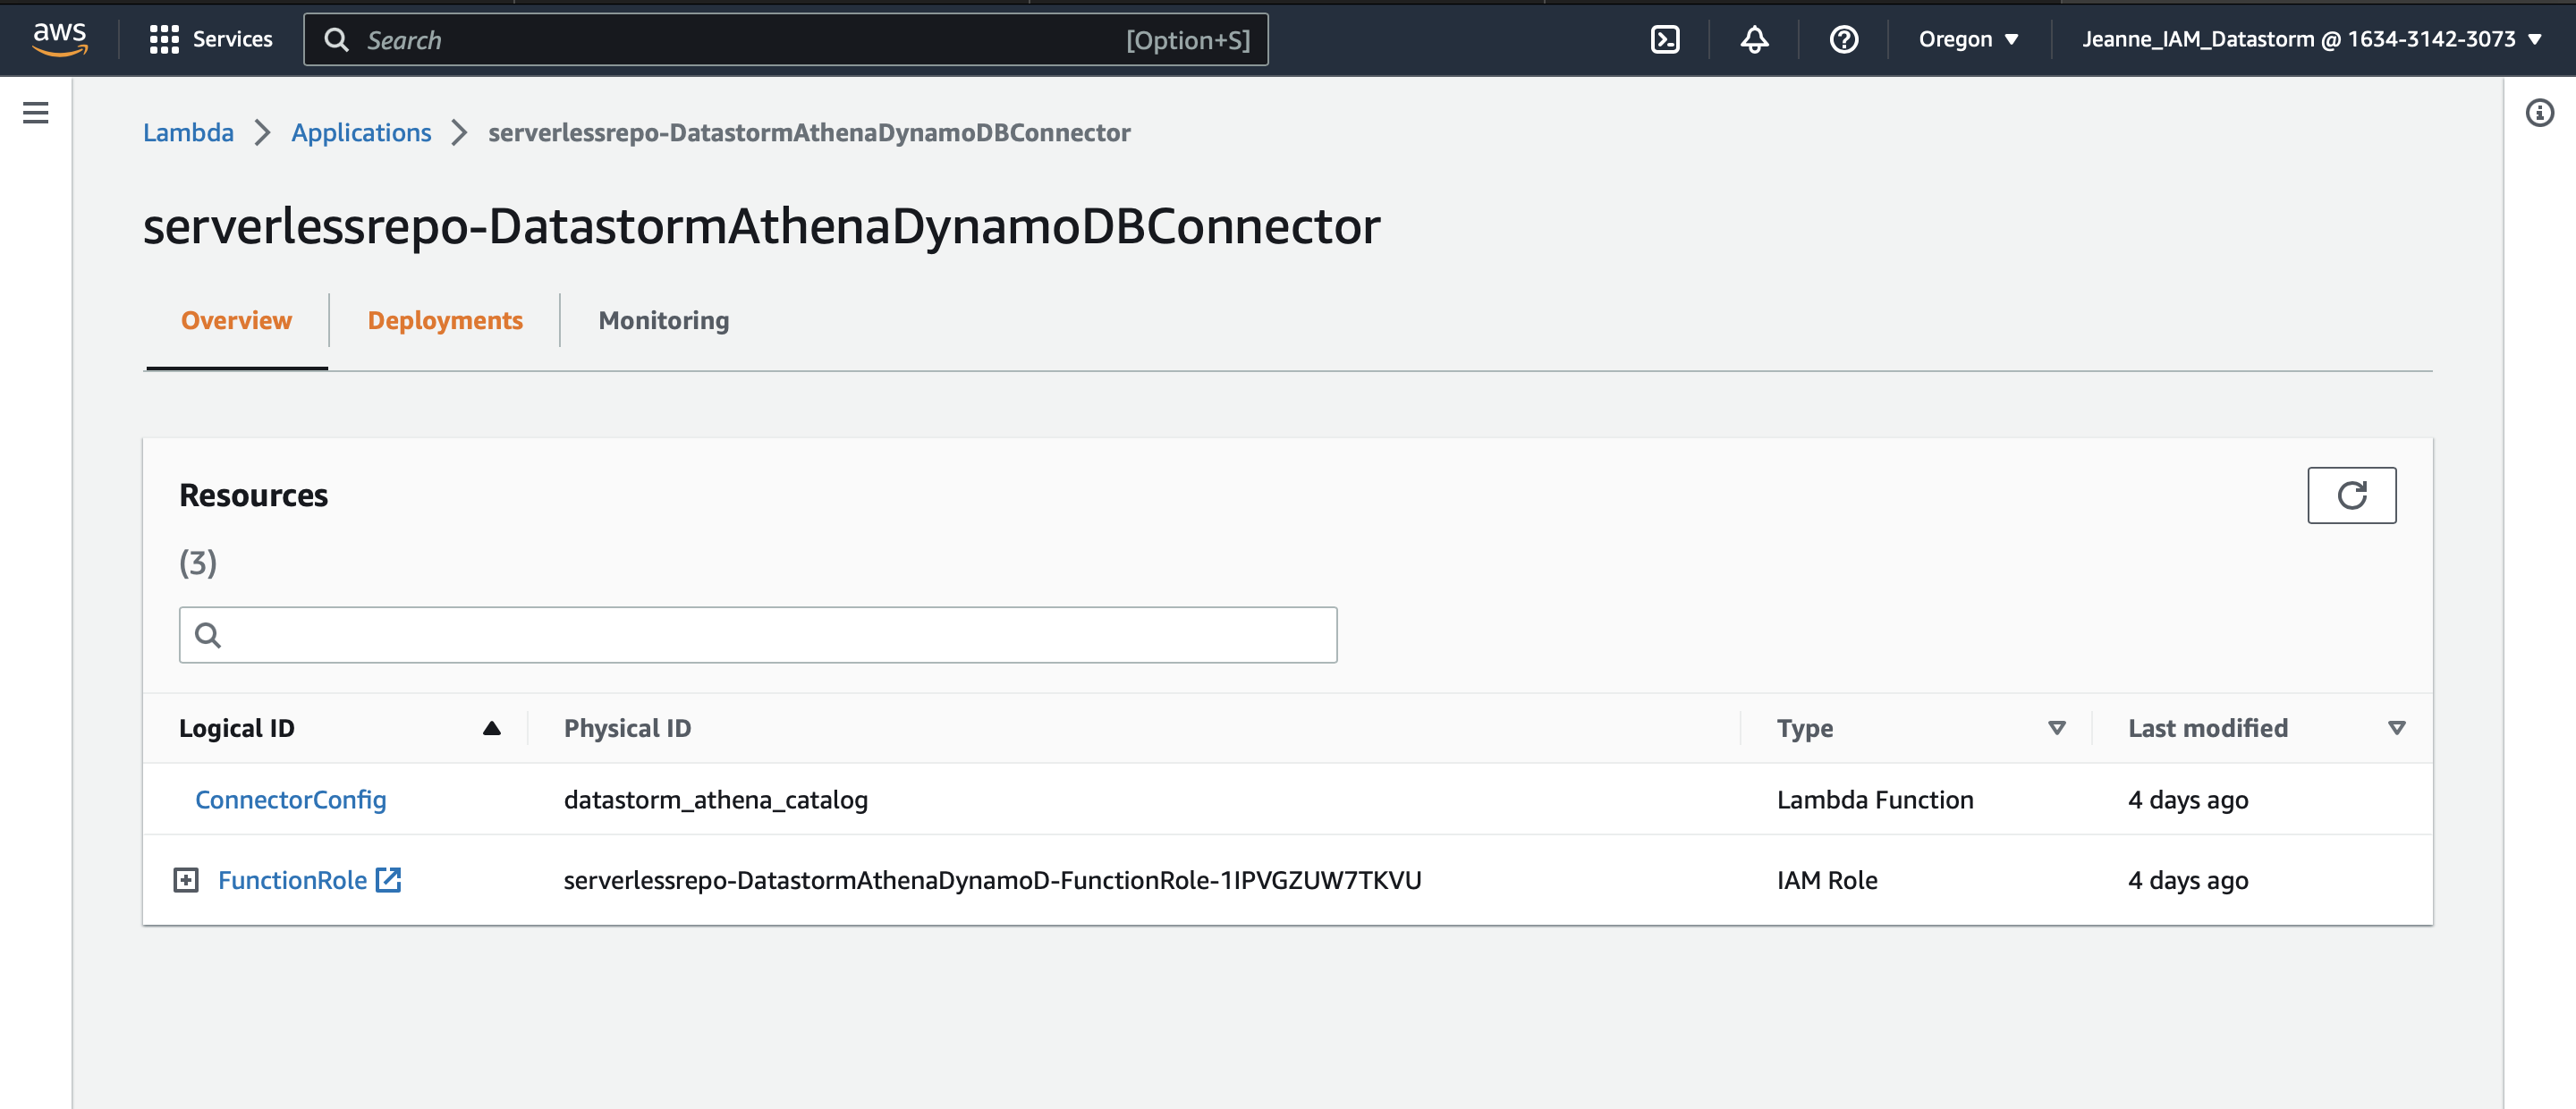 aws Services Search [Option+S] Oregon Jeanne_IAM_Datastorm @ 1634-3142-3073
Lambda Applications serverlessrepo-DatastormAthenaDynamoDBConnector
serverlessrepo-DatastormAthenaDynamoDBConnector
Overview Deployments Monitoring
Resources
(3)
Logical ID Physical ID Type Last modified
ConnectorConfig datastorm_athena_catalog Lambda Function 4 days ago
FunctionRole serverlessrepo-DatastormAthenaDynamoD-FunctionRole-1IPVGZUW7TKVU IAM Role 4 days ago